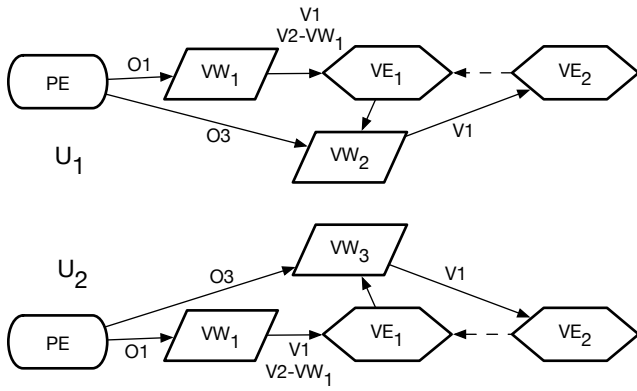 V1
V2-VW₁
PE
O1
VW₁
VE₁
VE₂
O3
V1
U₁
VW₂
VW₃
U₂
O3
V1
PE
O1
VW₁
V1
V2-VW₁
VE₁
VE₂